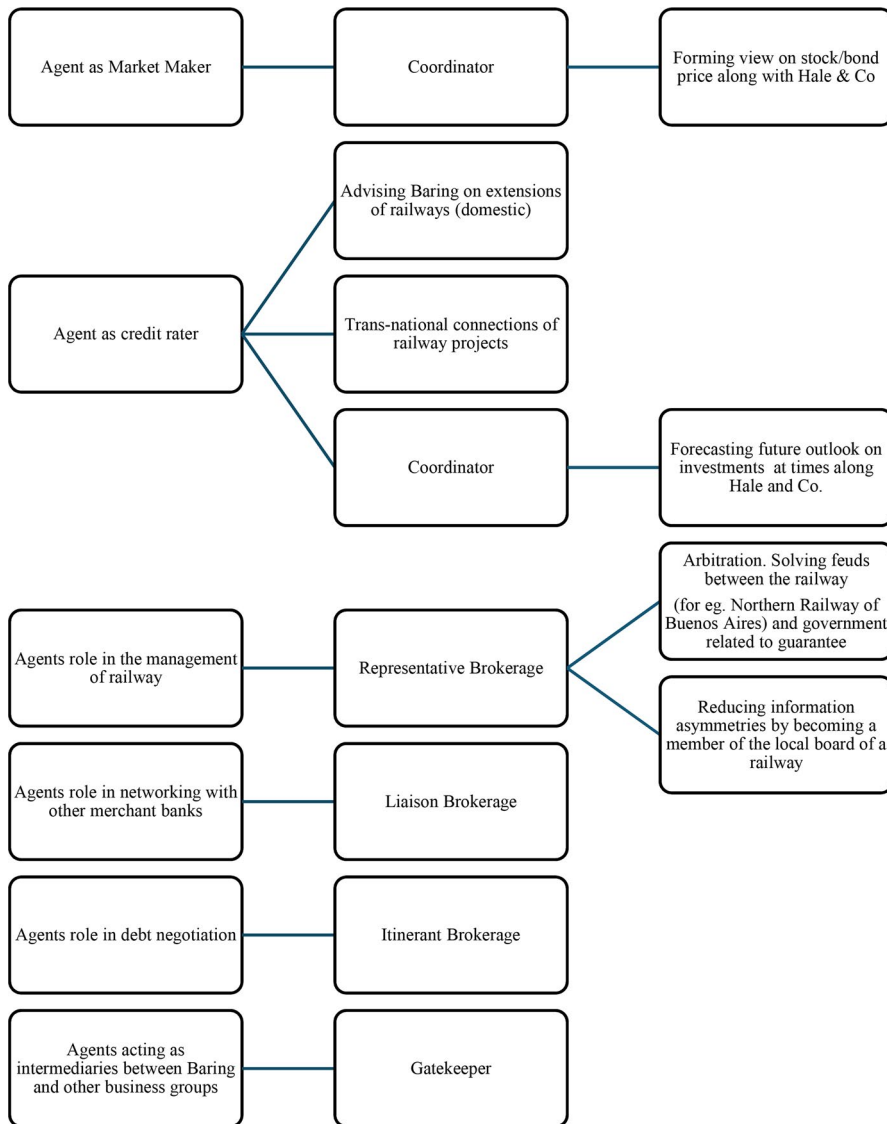 Agent as Market Maker
Coordinator
Forming view on stock/bond
price along with Hale & Co
Advising Baring on extensions
of railways (domestic)
Agent as credit rater
Trans-national connections of
railway projects
Coordinator
Forecasting future outlook on
investments  at times along
Hale and Co.
Agents role in the management
of railway
Representative Brokerage
Arbitration. Solving feuds
between the railway
(for eg. Northern Railway of
Buenos Aires) and government
related to guarantee
Reducing information
asymmetries by becoming a
member of the local board of a
railway
Agents role in networking with
other merchant banks
Liaison Brokerage
Agents role in debt negotiation
Itinerant Brokerage
Agents acting as
intermediaries between Baring
and other business groups
Gatekeeper